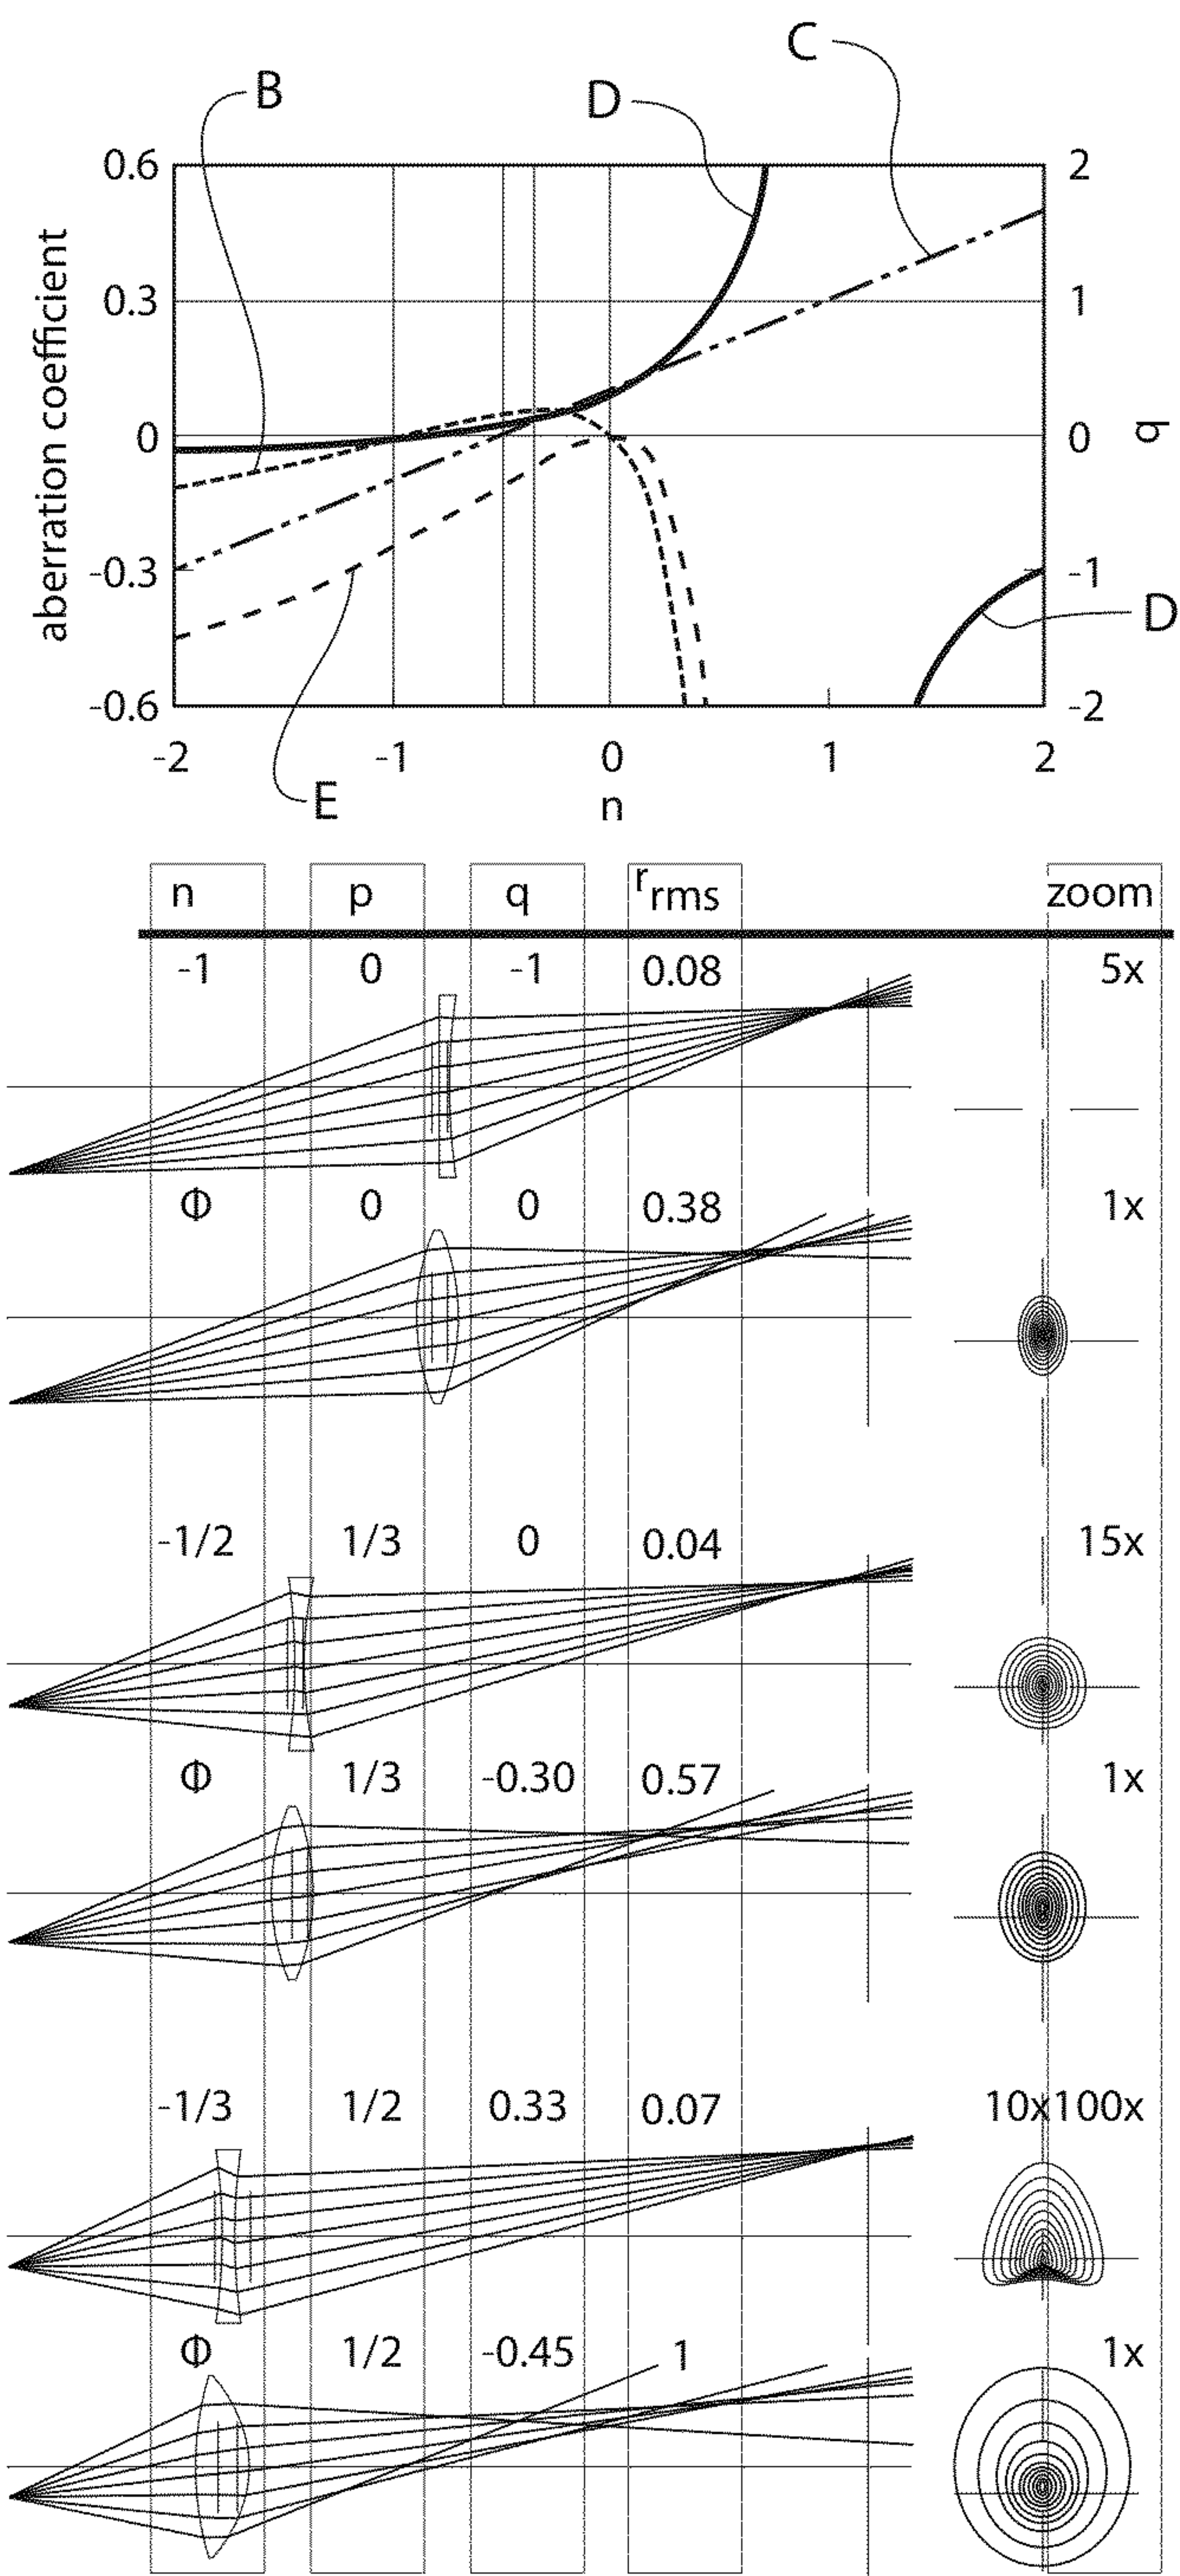 C
B
D
0.6
2
0.3
1
0
0
-0.3
-1
D
-0.6
-2
aberration coefficient
q
-2
-1
0
1
2
n
E
n p q rrms zoom
-1 0 -1 0.08 5x
Φ 0 0 0.38 1x
-1/2 1/3 0 0.04 15x
Φ 1/3 -0.30 0.57 1x
-1/3 1/2 0.33 0.07 10x100x
Φ 1/2 -0.45 1 1x